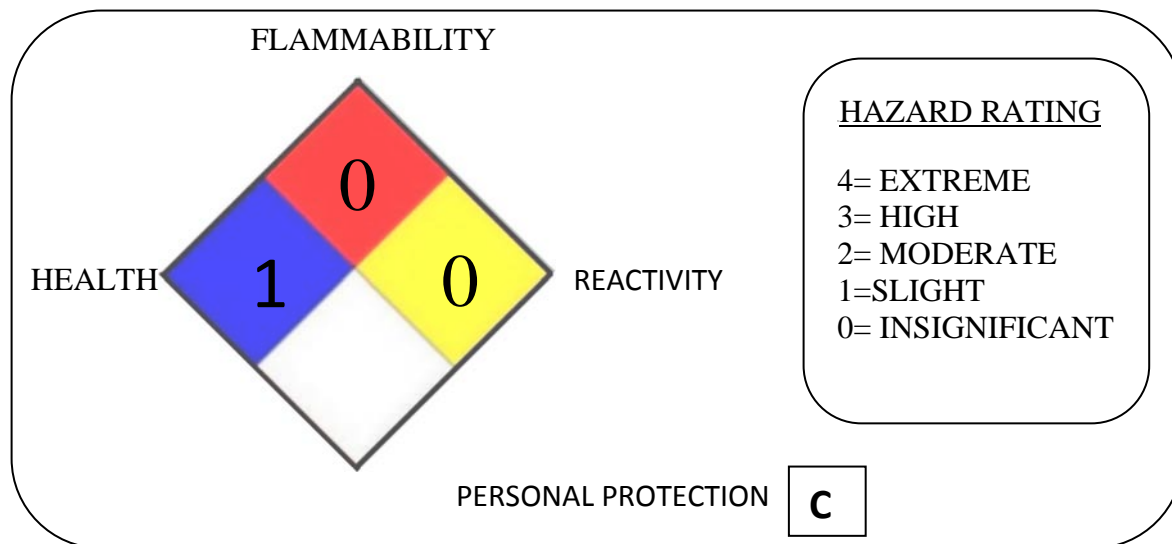 FLAMMABILITY
0
HEALTH
1
0
REACTIVITY
HAZARD RATING
4= EXTREME
3= HIGH
2= MODERATE
1=SLIGHT
0= INSIGNIFICANT
PERSONAL PROTECTION C